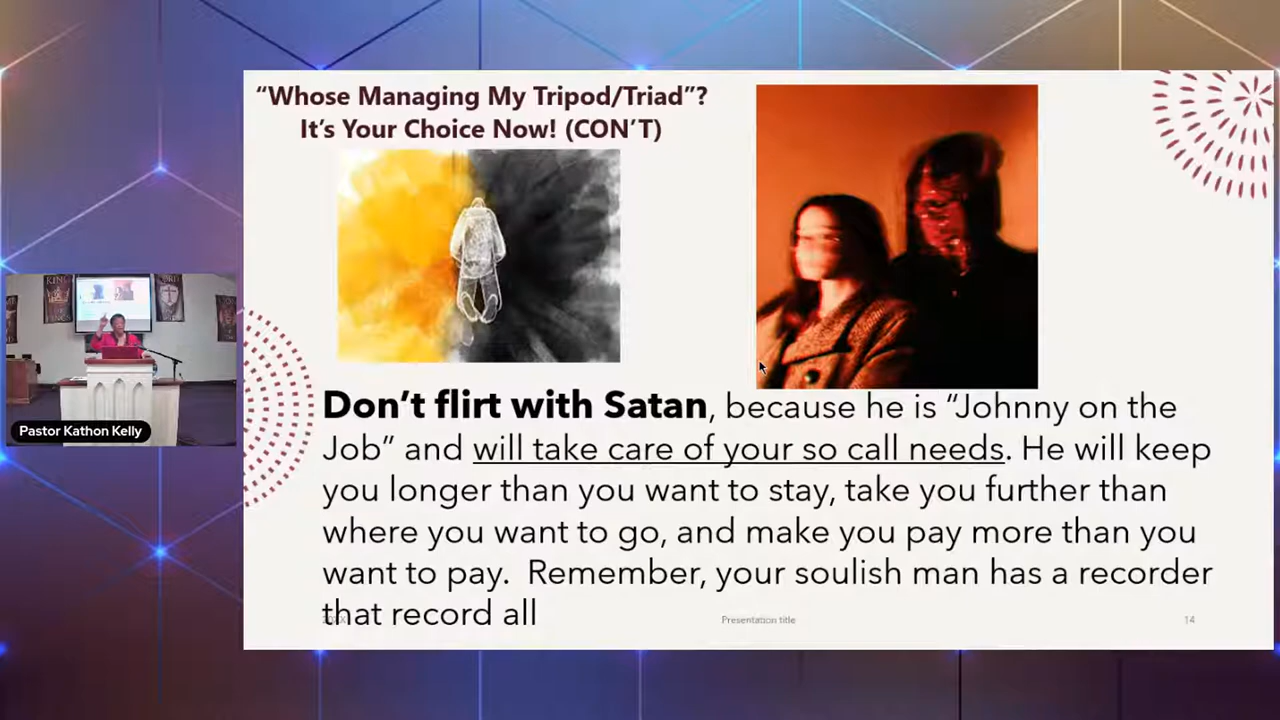 “Whose Managing My Tripod/Triad”?
It’s Your Choice Now! (CON’T)
Don’t flirt with Satan, because he is “Johnny on the
Job” and will take care of your so call needs. He will keep
you longer than you want to stay, take you further than
where you want to go, and make you pay more than you
want to pay.  Remember, your soulish man has a recorder
that record all
Presentation title
14
Pastor Kathon Kelly